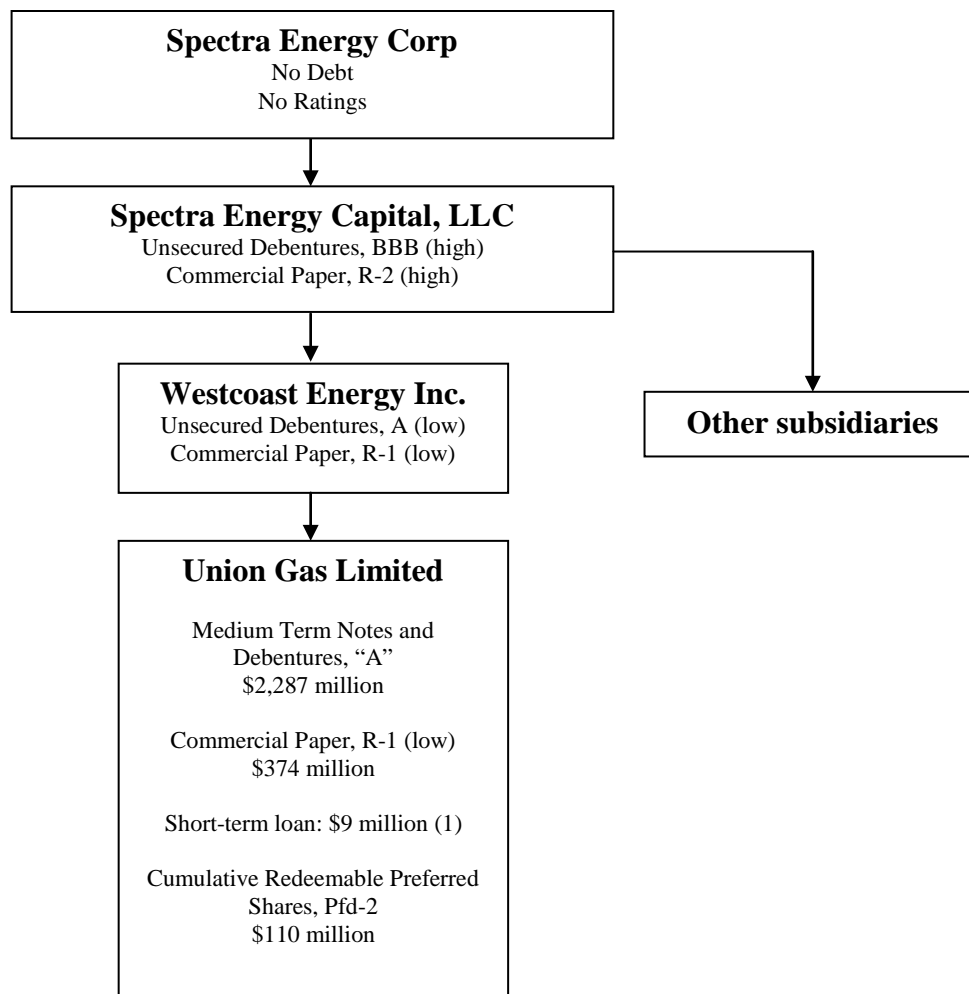 Spectra Energy Corp
No Debt
No Ratings
Spectra Energy Capital, LLC
Unsecured Debentures, BBB (high)
Commercial Paper, R-2 (high)
Westcoast Energy Inc.
Unsecured Debentures, A (low)
Commercial Paper, R-1 (low)
Other subsidiaries
Union Gas Limited
Medium Term Notes and
Debentures, “A”
$2,287 million
Commercial Paper, R-1 (low)
$374 million
Short-term loan: $9 million (1)
Cumulative Redeemable Preferred
Shares, Pfd-2
$110 million